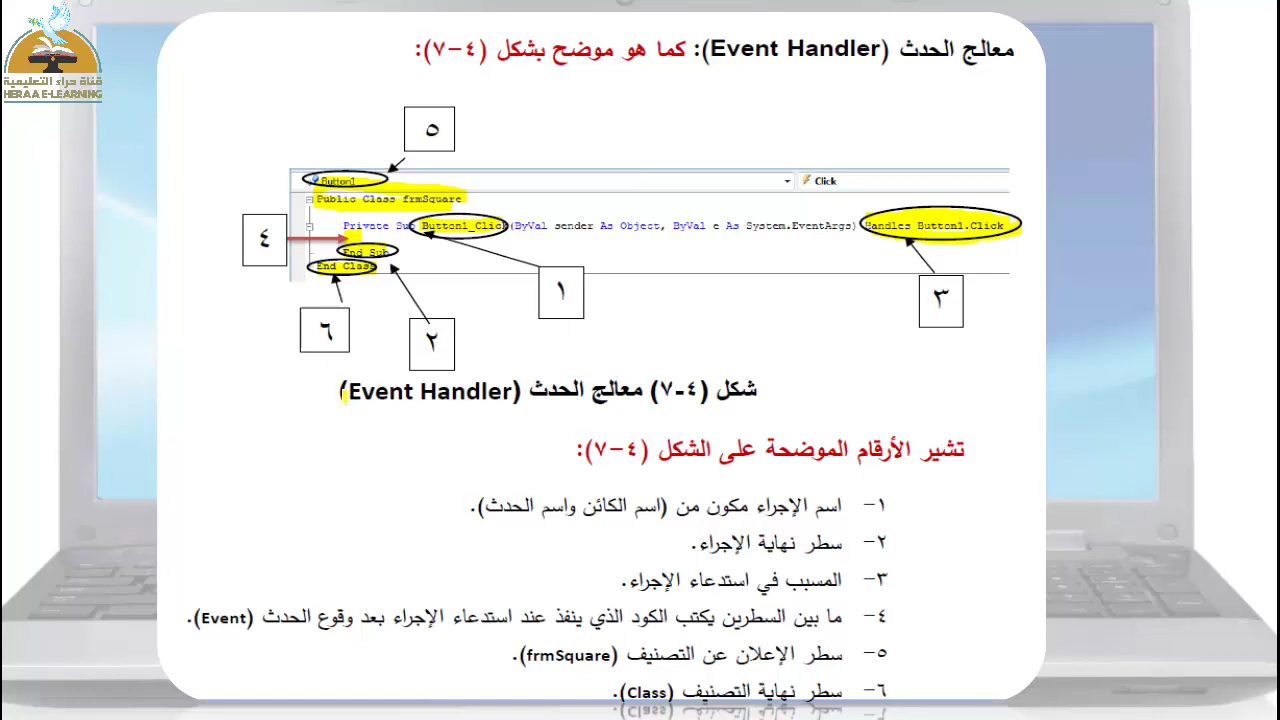 قناة حراء التعليمية
HERAA E-LEARNING
معالج الحدث (Event Handler): كما هو موضح بشكل (٤-٧):
٥
Button1
Click
Public Class frmSquare
Private Sub Button1_Click(ByVal sender As Object, ByVal e As System.EventArgs) Handles Button1.Click
٤
End Sub
End Class
١
٣
٦
٢
شكل (٤-٧) معالج الحدث (Event Handler)
تشير الأرقام الموضحة على الشكل (٤-٧):
١- اسم الإجراء مكون من (اسم الكائن واسم الحدث).
٢- سطر نهاية الإجراء.
٣- المسبب في استدعاء الإجراء.
٤- ما بين السطرين يكتب الكود الذي ينفذ عند استدعاء الإجراء بعد وقوع الحدث (Event).
٥- سطر الإعلان عن التصنيف (frmSquare).
٦- سطر نهاية التصنيف (Class).